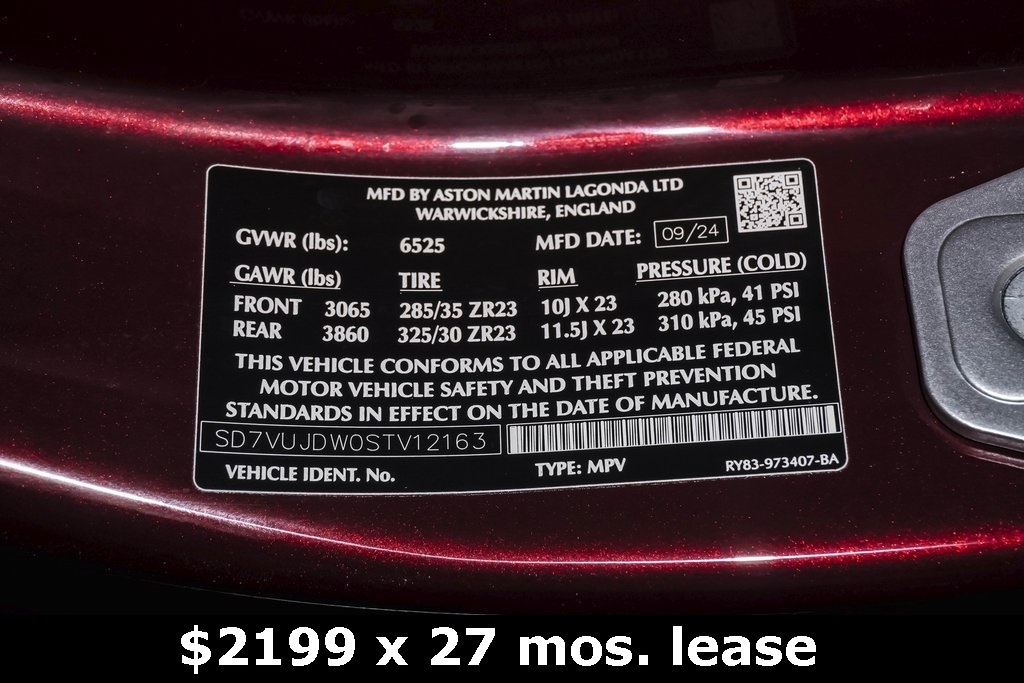 MFD BY ASTON MARTIN LAGONDA LTD
WARWICKSHIRE, ENGLAND
GVWR (lbs): 6525 MFD DATE: 09/24
GAWR (lbs) TIRE RIM PRESSURE (COLD)
FRONT 3065 285/35 ZR23 10J X 23 280 kPa, 41 PSI
REAR 3860 325/30 ZR23 11.5J X 23 310 kPa, 45 PSI
THIS VEHICLE CONFORMS TO ALL APPLICABLE FEDERAL
MOTOR VEHICLE SAFETY AND THEFT PREVENTION
STANDARDS IN EFFECT ON THE DATE OF MANUFACTURE.
SD7VUJDW0STV12163
VEHICLE IDENT. No. TYPE: MPV RY83-973407-BA
$2199 x 27 mos. lease